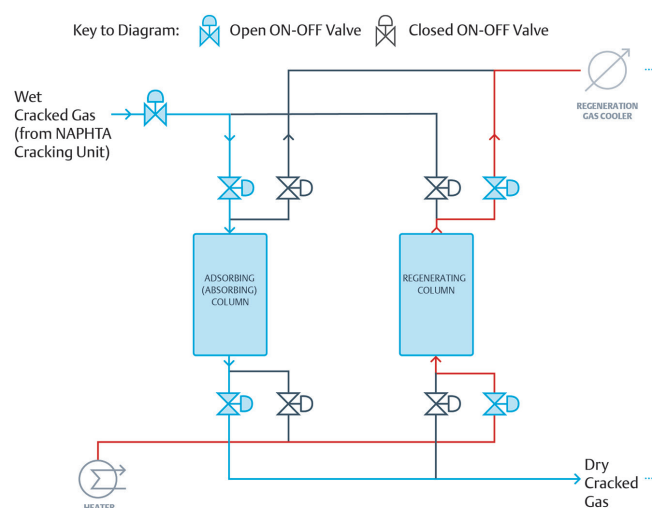 Key to Diagram: Open ON-OFF Valve Closed ON-OFF Valve
Wet
Cracked Gas
(from NAPHTA
Cracking Unit)
REGENERATION
GAS COOLER
ADSORBING
(ABSORBING)
COLUMN
REGENERATING
COLUMN
Dry
Cracked
Gas
HEATER